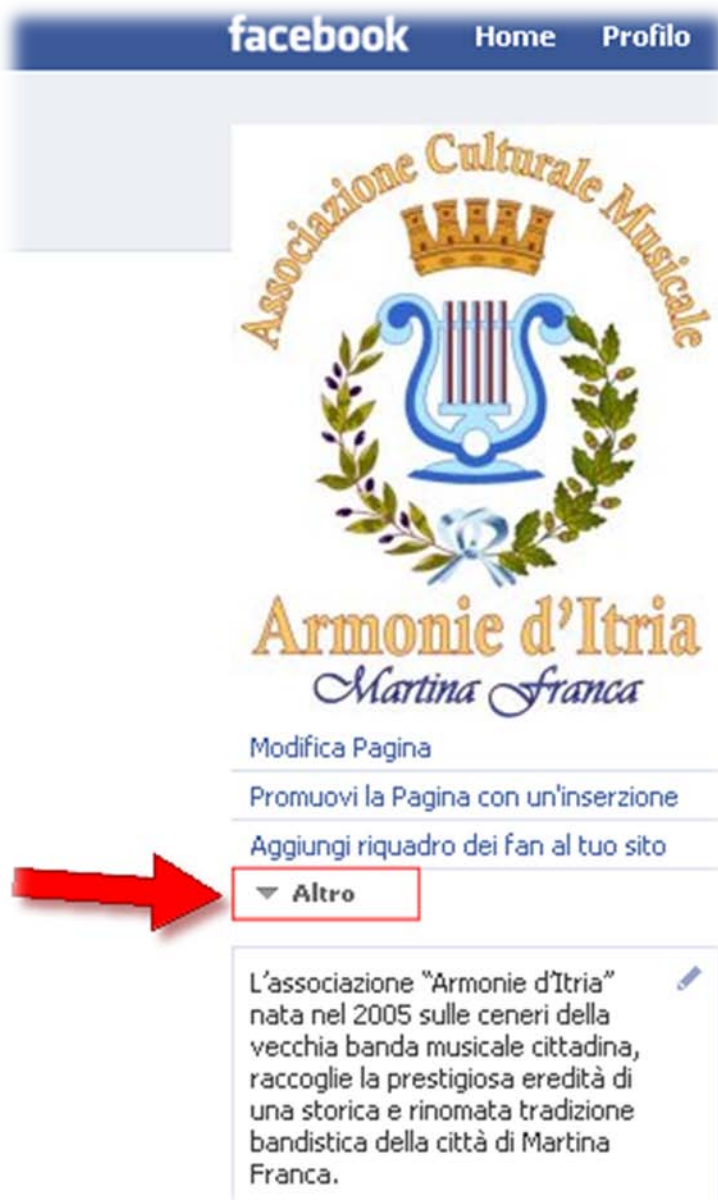 facebook Home Profilo
Associazione Culturale Musicale
Armonie d'Itria
Martina Franca
Modifica Pagina
Promuovi la Pagina con un'inserzione
Aggiungi riquadro dei fan al tuo sito
Altro
L'associazione "Armonie d'Itria"
nata nel 2005 sulle ceneri della
vecchia banda musicale cittadina,
raccoglie la prestigiosa eredità di
una storica e rinomata tradizione
bandistica della città di Martina
Franca.